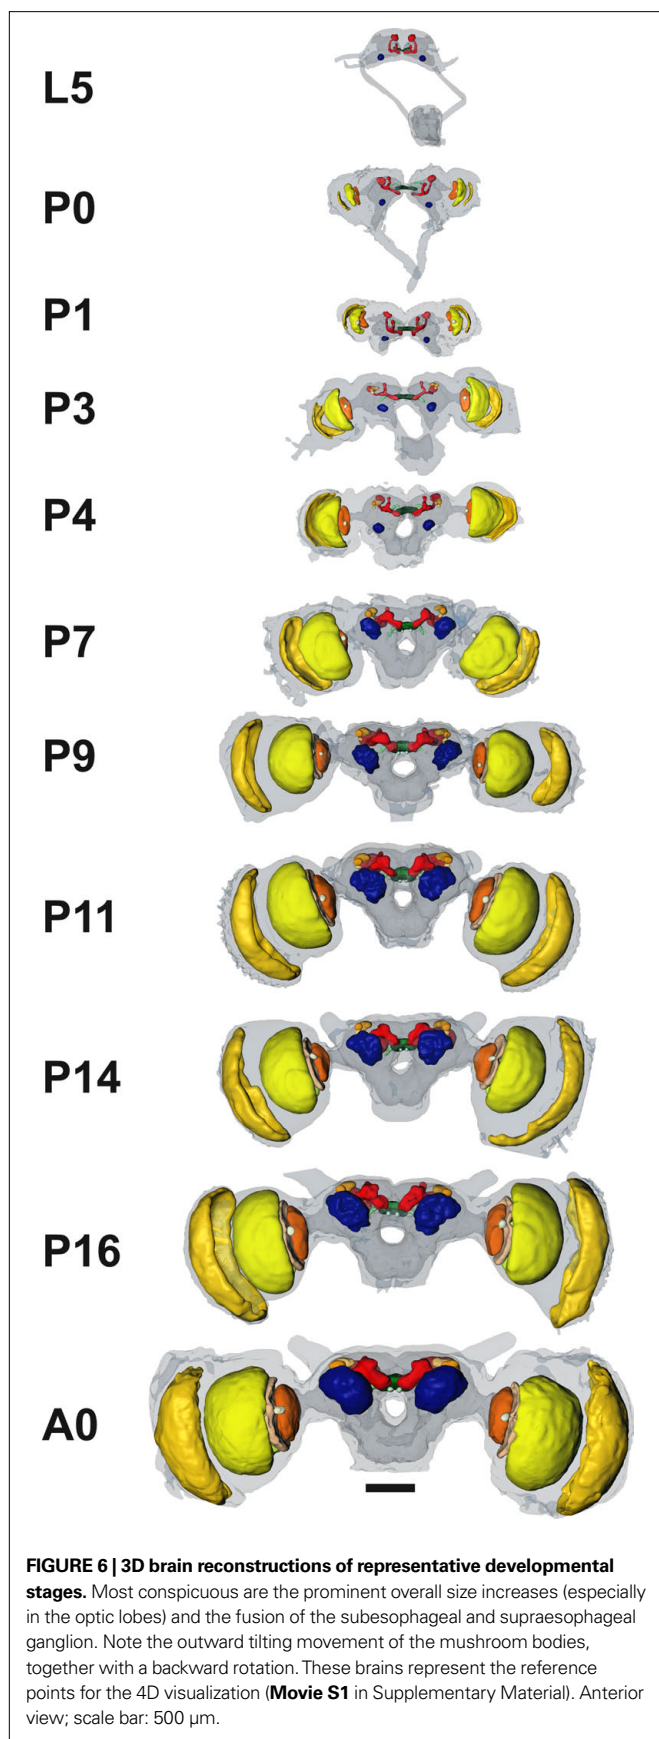 L5
P0
P1
P3
P4
P7
P9
P11
P14
P16
A0
FIGURE 6 | 3D brain reconstructions of representative developmental
stages. Most conspicuous are the prominent overall size increases (especially
in the optic lobes) and the fusion of the subesophageal and supraesophageal
ganglion. Note the outward tilting movement of the mushroom bodies,
together with a backward rotation. These brains represent the reference
points for the 4D visualization (Movie S1 in Supplementary Material). Anterior
view; scale bar: 500 μm.